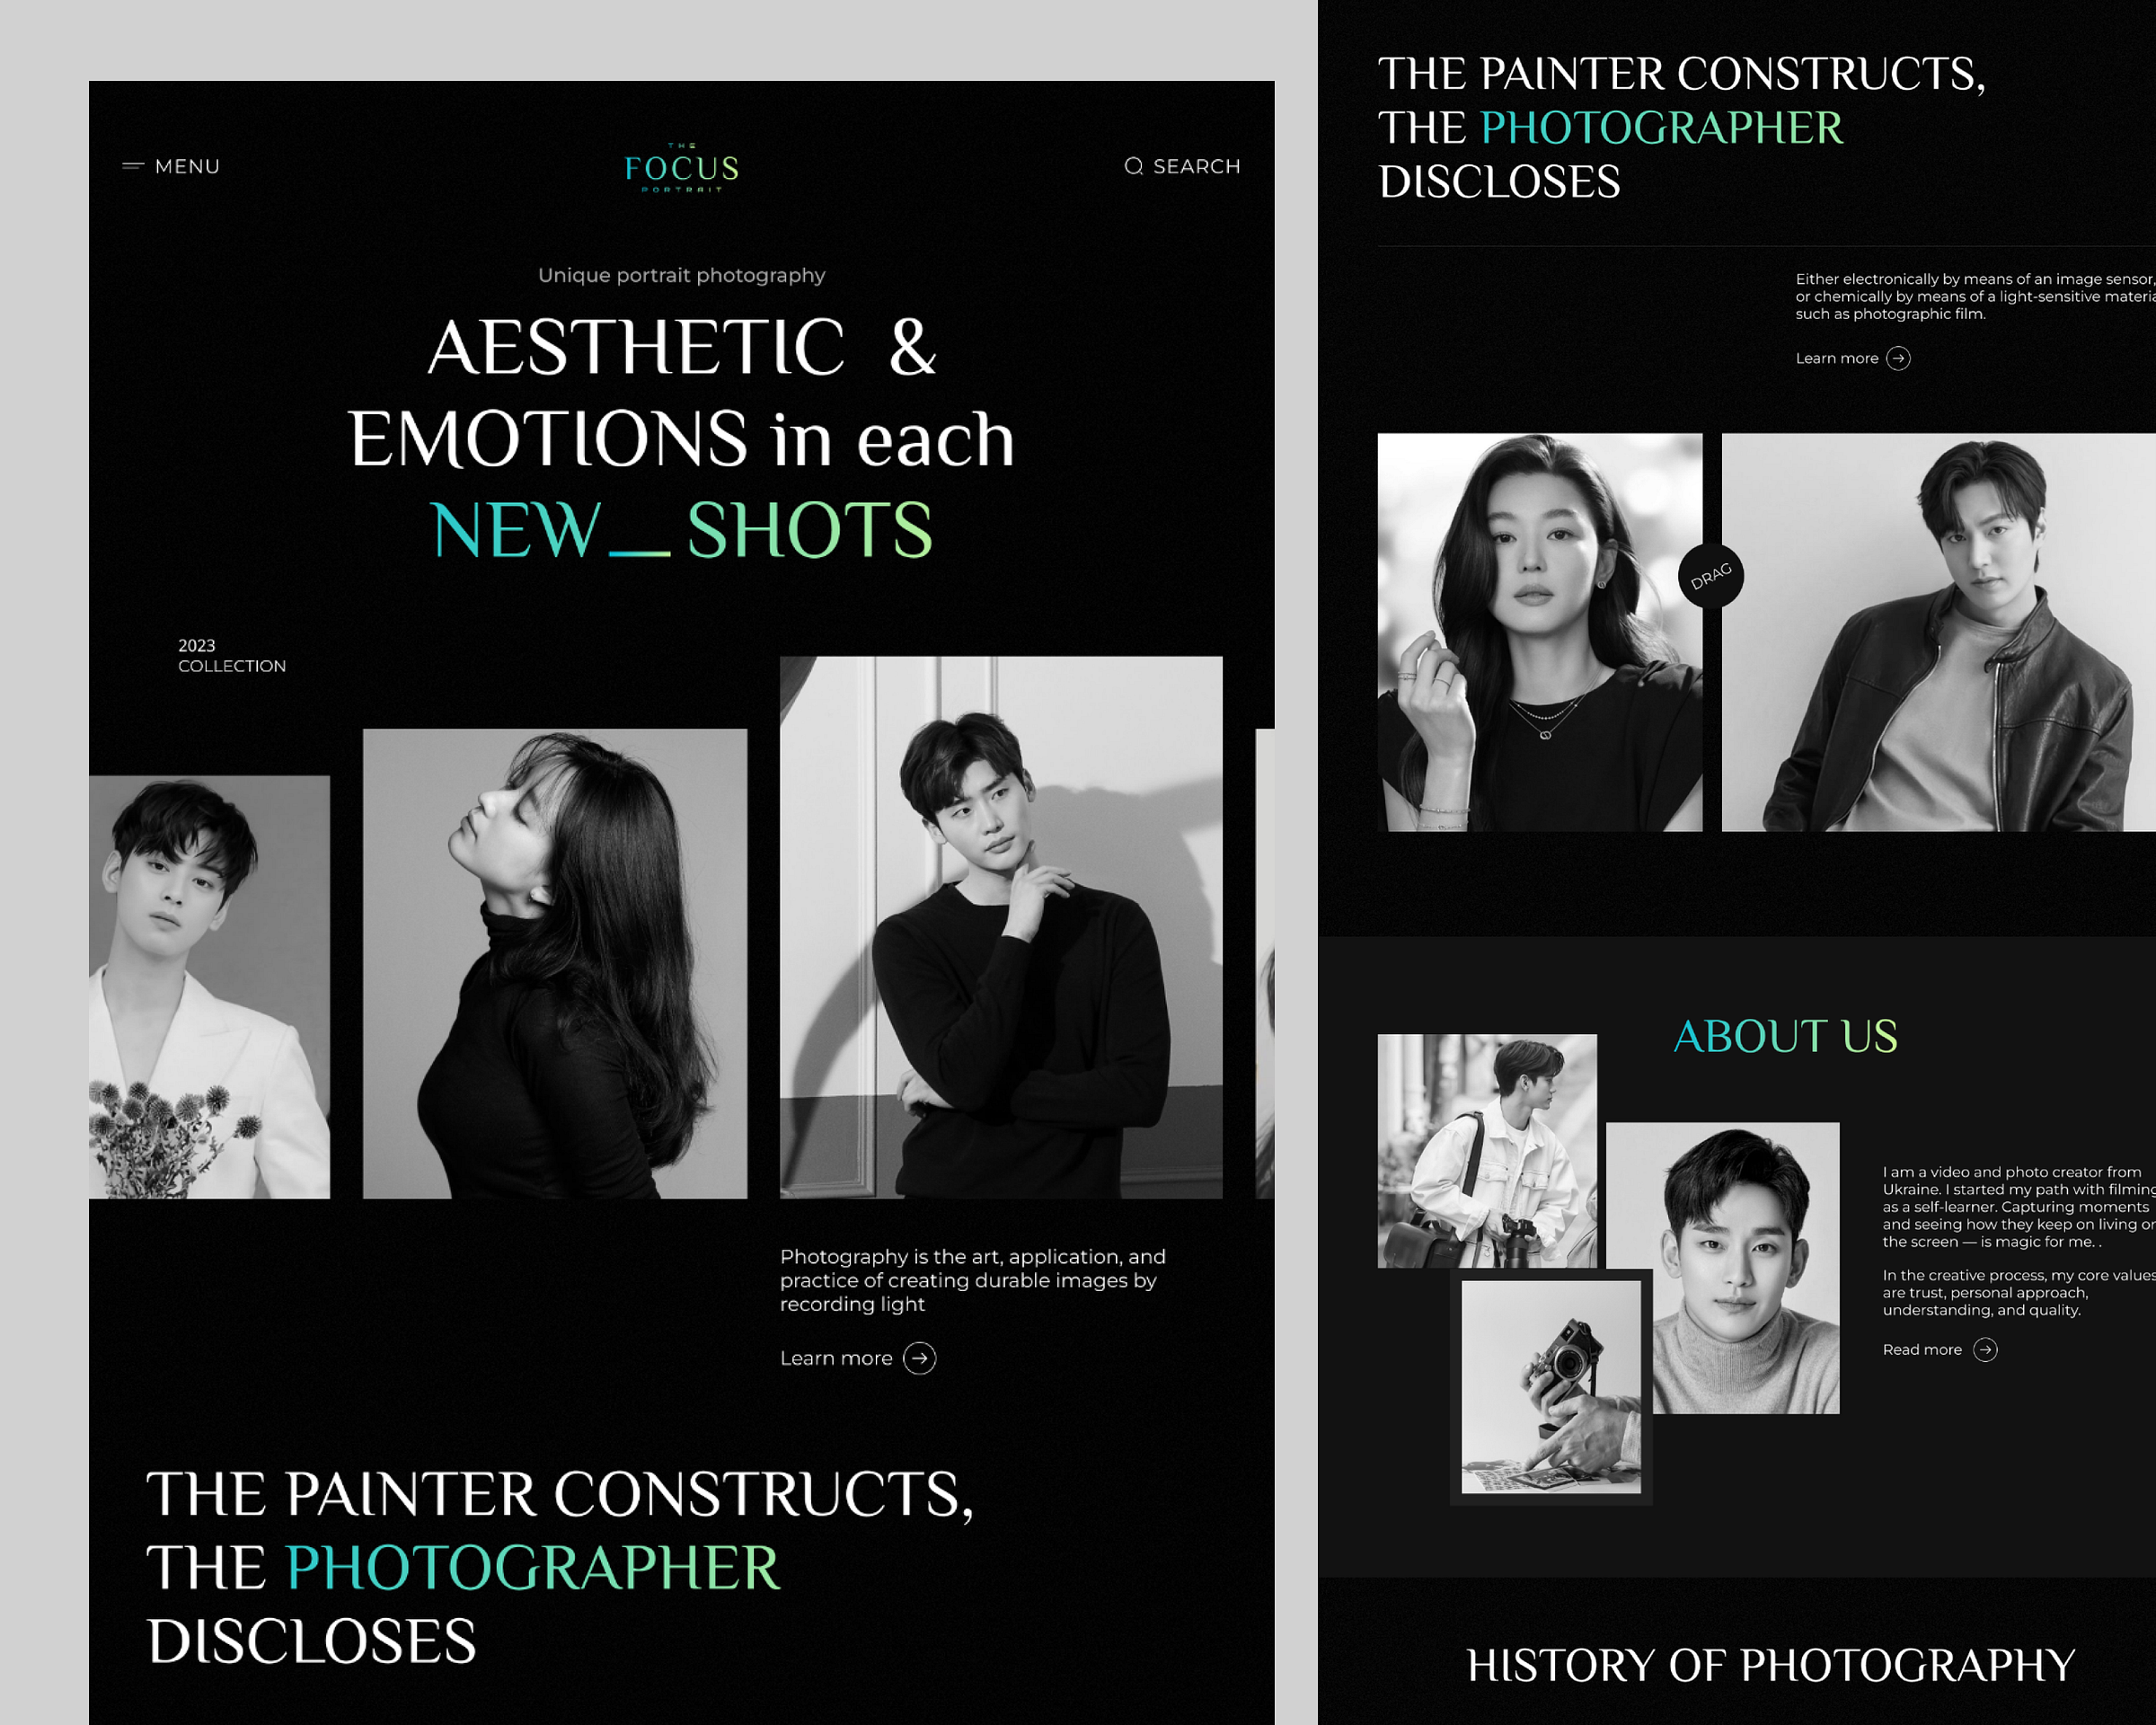 MENU
THE
FOCUS
PORTRAIT
SEARCH
Unique portrait photography
AESTHETIC &
EMOTIONS in each
NEW__SHOTS
2023
COLLECTION
Photography is the art, application, and
practice of creating durable images by
recording light
Learn more
THE PAINTER CONSTRUCTS,
THE PHOTOGRAPHER
DISCLOSES
THE PAINTER CONSTRUCTS,
THE PHOTOGRAPHER
DISCLOSES
Either electronically by means of an image sensor,
or chemically by means of a light-sensitive materia
such as photographic film.
Learn more
DRAG
ABOUT US
I am a video and photo creator from
Ukraine. I started my path with filming
as a self-learner. Capturing moments
and seeing how they keep on living on
the screen — is magic for me. .
In the creative process, my core values
are trust, personal approach,
understanding, and quality.
Read more
HISTORY OF PHOTOGRAPHY